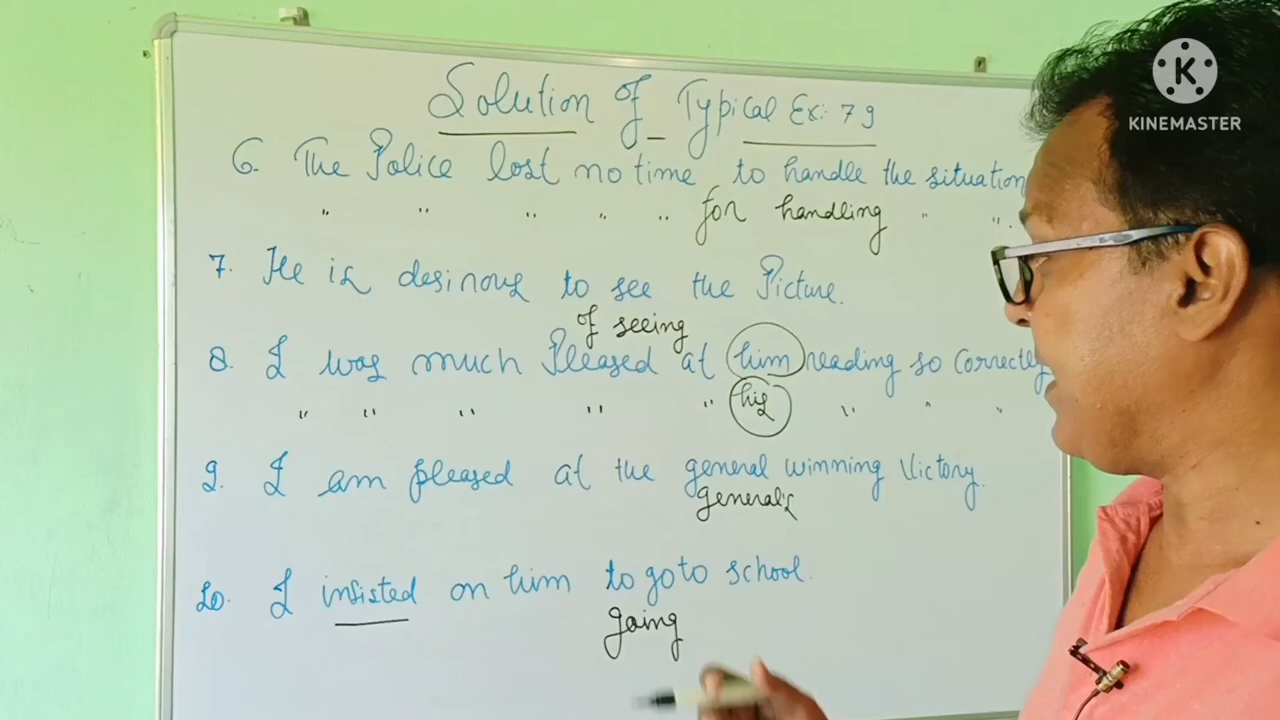 Solution of Typical Ex: 79
6. The Police lost no time to handle the situation
" " " " " for handling " ".
7. He is desirous to see the Picture.
of seeing
8. I was much Pleased at him reading so correctly
" " " " " his " " "
9. I am pleased at the general winning victory.
general's
10. I insisted on him to go to school.
going
KINEMASTER